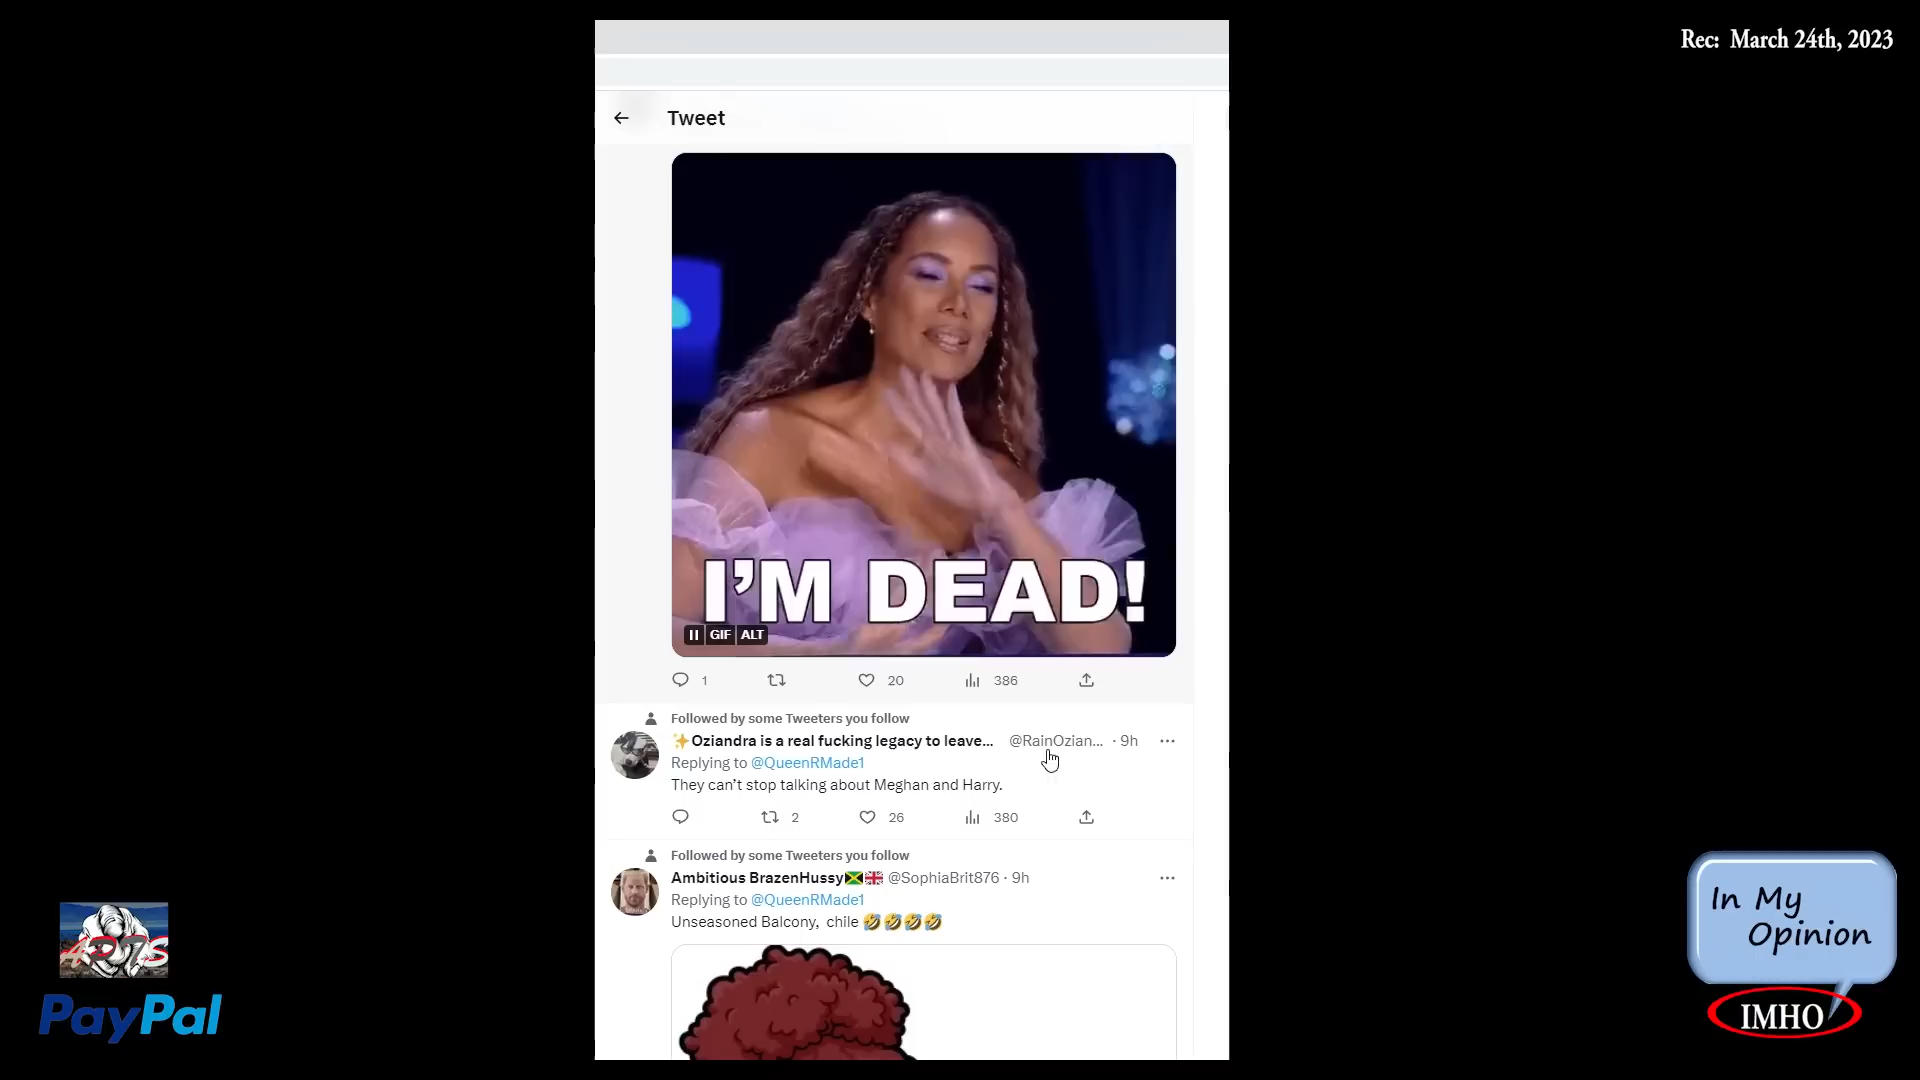 Rec: March 24th, 2023
Tweet
I'M DEAD!
GIF ALT
1 20 386
Followed by some Tweeters you follow
✨Oziandra is a real fucking legacy to leave... @RainOzian... · 9h
Replying to @QueenRMade1
They can't stop talking about Meghan and Harry.
2 26 380
Followed by some Tweeters you follow
Ambitious BrazenHussy🇯🇲🇬🇧 @SophiaBrit876 · 9h
Replying to @QueenRMade1
Unseasoned Balcony, chile 🤣🤣🤣🤣
PayPal
In My
Opinion
IMHO